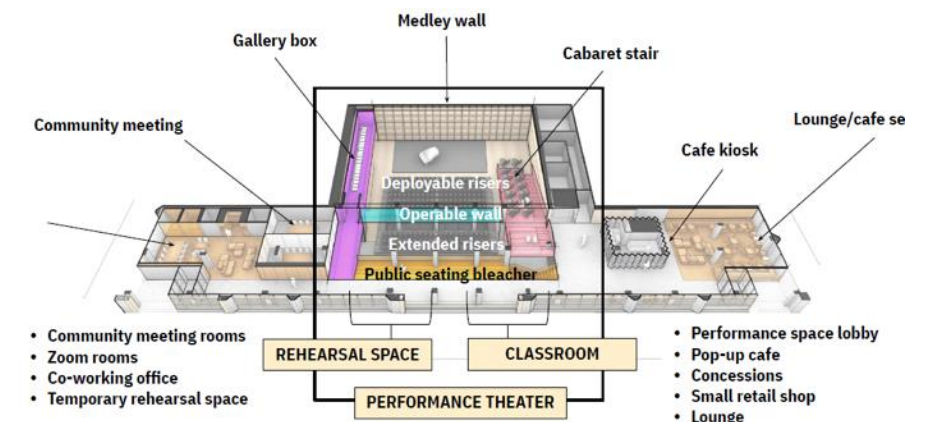 Medley wall
Gallery box
Cabaret stair
Community meeting
Lounge/cafe se
Cafe kiosk
Deployable risers
Operable wall
Extended risers
Public seating bleacher
• Community meeting rooms
• Zoom rooms
• Co-working office
• Temporary rehearsal space
REHEARSAL SPACE
CLASSROOM
PERFORMANCE THEATER
• Performance space lobby
• Pop-up cafe
• Concessions
• Small retail shop
• Lounge